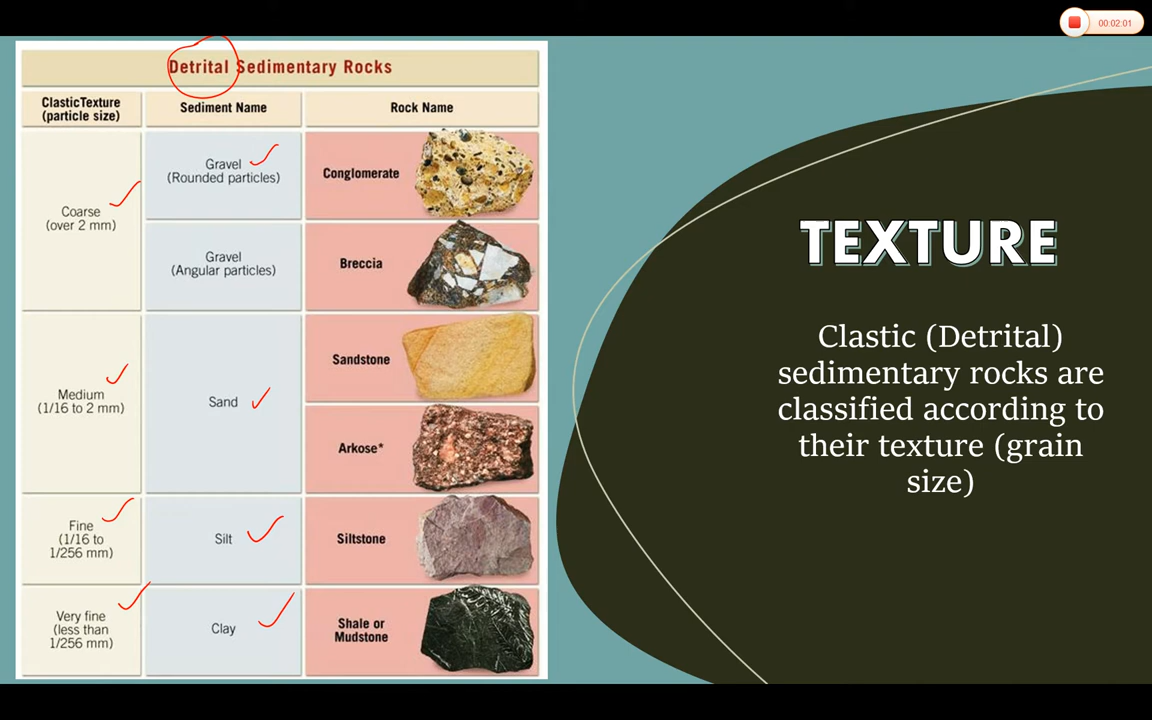 00:02:01
Detrital Sedimentary Rocks
ClasticTexture
(particle size)
Sediment Name
Rock Name
Coarse
(over 2 mm)
Gravel
(Rounded particles)
Conglomerate
Gravel
(Angular particles)
Breccia
Medium
(1/16 to 2 mm)
Sand
Sandstone
Arkose*
Fine
(1/16 to
1/256 mm)
Silt
Siltstone
Very fine
(less than
1/256 mm)
Clay
Shale or
Mudstone
TEXTURE
Clastic (Detrital)
sedimentary rocks are
classified according to
their texture (grain
size)